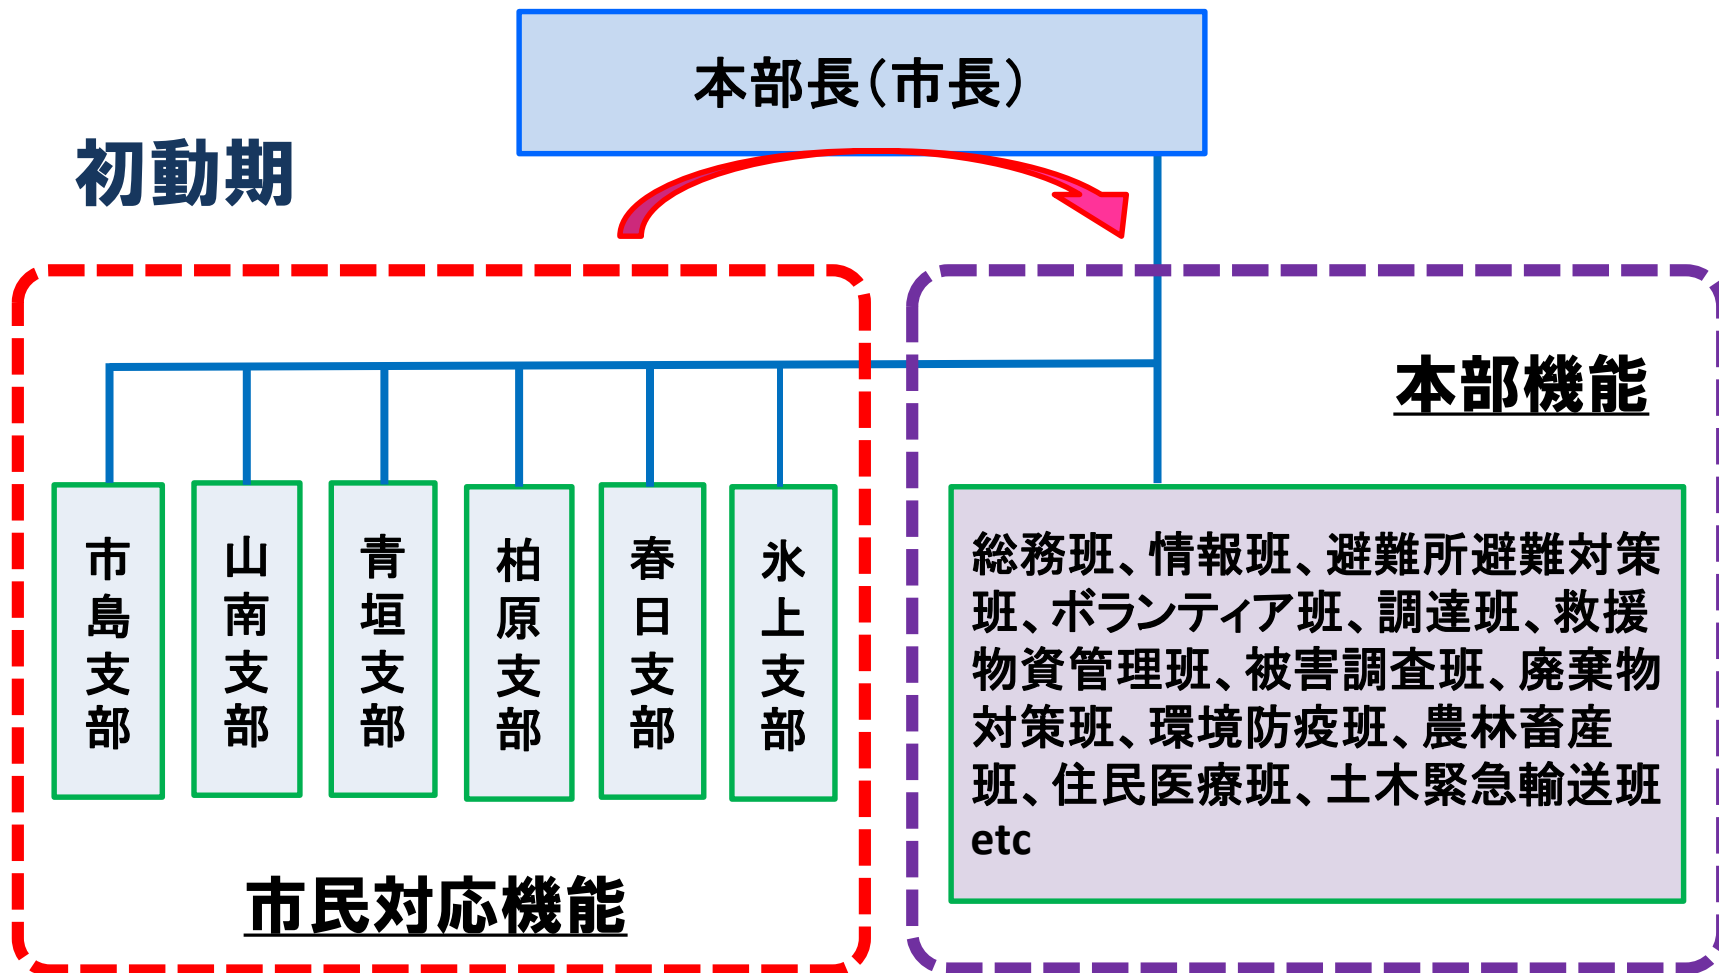 本部長（市長）
初動期
本部機能
市島支部
山南支部
青垣支部
柏原支部
春日支部
氷上支部
総務班、情報班、避難所避難対策
班、ボランティア班、調達班、救援
物資管理班、被害調査班、廃棄物
対策班、環境防疫班、農林畜産
班、住民医療班、土木緊急輸送班
etc
市民対応機能